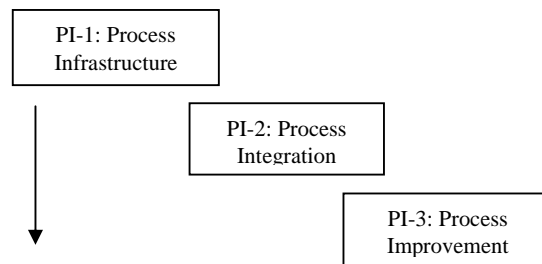 PI-1: Process
Infrastructure
PI-2: Process
Integration
PI-3: Process
Improvement